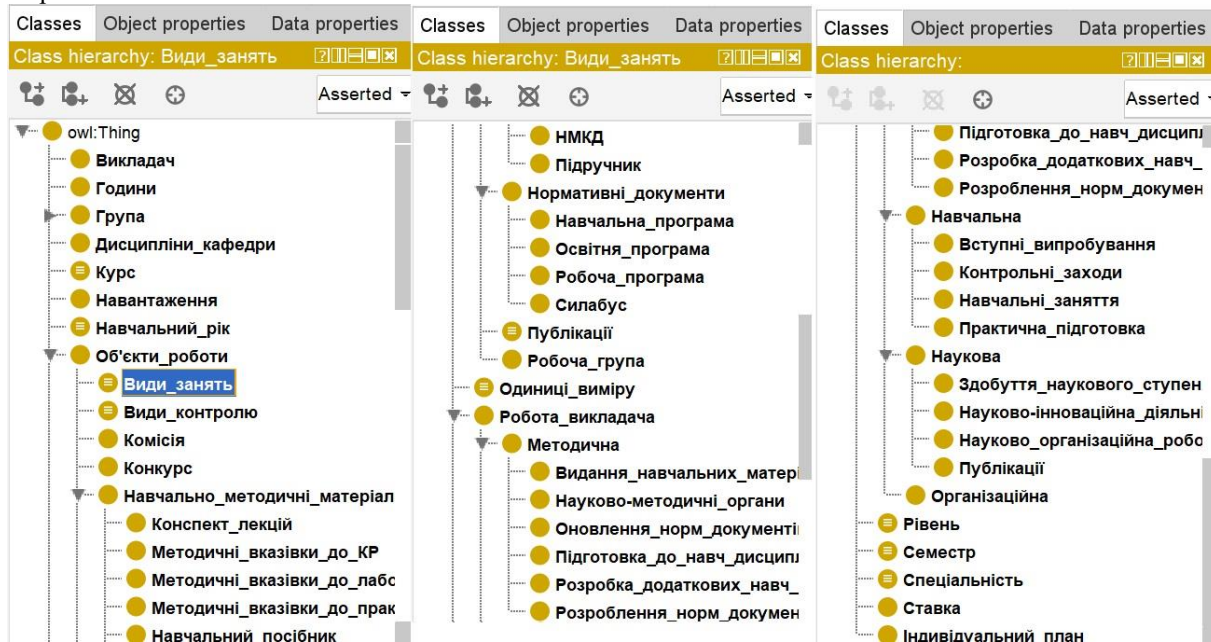 Classes Object properties Data properties
Class hierarchy: Види_занять
Asserted
owl:Thing
Викладач
Години
Група
Дисципліни_кафедри
Курс
Навантаження
Навчальний_рік
Об'єкти_роботи
Види_занять
Види_контролю
Комісія
Конкурс
Навчально_методичні_матеріал
Конспект_лекцій
Методичні_вказівки_до_КР
Методичні_вказівки_до_лабо
Методичні_вказівки_до_прак
Навчальний_посібник
Classes Object properties Data properties
Class hierarchy: Види_занять
Asserted
НМКД
Підручник
Нормативні_документи
Навчальна_програма
Освітня_програма
Робоча_програма
Силабус
Публікації
Робоча_група
Одиниці_виміру
Робота_викладача
Методична
Видання_навчальних_матері
Науково-методичні_органи
Оновлення_норм_документі
Підготовка_до_навч_дисципл
Розробка_додаткових_навч_
Розроблення_норм_докумен
Classes Object properties Data properties
Class hierarchy:
Asserted
Підготовка_до_навч_дисципл
Розробка_додаткових_навч_
Розроблення_норм_докумен
Навчальна
Вступні_випробування
Контрольні_заходи
Навчальні_заняття
Практична_підготовка
Наукова
Здобуття_наукового_ступен
Науково-інноваційна_діяльні
Науково_організаційна_робо
Публікації
Організаційна
Рівень
Семестр
Спеціальність
Ставка
Індивідуальний_план